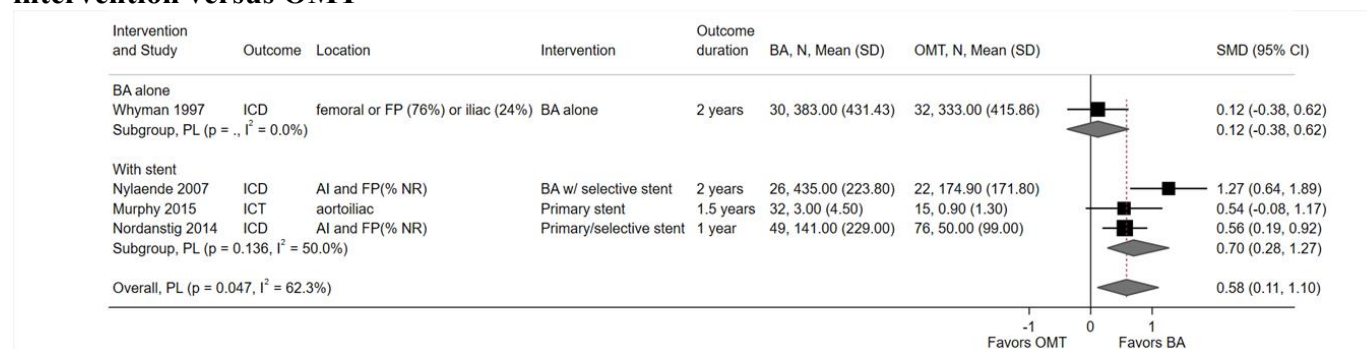 intervention versus OMT
Intervention and Study Outcome Location Intervention Outcome duration BA, N, Mean (SD) OMT, N, Mean (SD) SMD (95% CI)
BA alone
Whyman 1997 ICD femoral or FP (76%) or iliac (24%) BA alone 2 years 30, 383.00 (431.43) 32, 333.00 (415.86) 0.12 (-0.38, 0.62)
Subgroup, PL (p = ., I² = 0.0%) 0.12 (-0.38, 0.62)
With stent
Nylaende 2007 ICD AI and FP(% NR) BA w/ selective stent 2 years 26, 435.00 (223.80) 22, 174.90 (171.80) 1.27 (0.64, 1.89)
Murphy 2015 ICT aortoiliac Primary stent 1.5 years 32, 3.00 (4.50) 15, 0.90 (1.30) 0.54 (-0.08, 1.17)
Nordanstig 2014 ICD AI and FP(% NR) Primary/selective stent 1 year 49, 141.00 (229.00) 76, 50.00 (99.00) 0.56 (0.19, 0.92)
Subgroup, PL (p = 0.136, I² = 50.0%) 0.70 (0.28, 1.27)
Overall, PL (p = 0.047, I² = 62.3%) 0.58 (0.11, 1.10)
-1 0 1
Favors OMT Favors BA